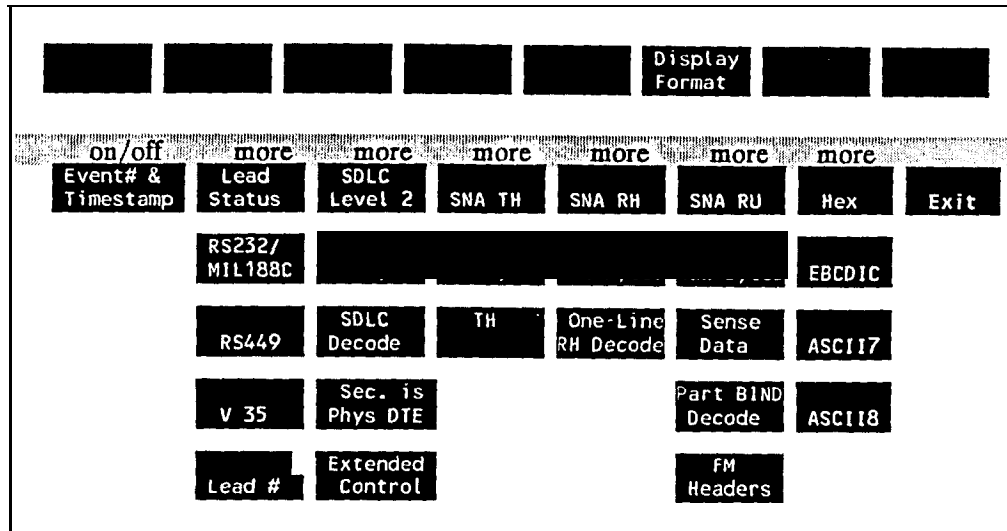 Display
Format
on/off more more more more more more
Event# & Timestamp
Lead Status
SDLC Level 2
SNA TH
SNA RH
SNA RU
Hex
Exit
RS232/ MIL188C
EBCDIC
RS449
SDLC Decode
TH
One-Line RH Decode
Sense Data
ASCII7
V 35
Sec. is Phys DTE
Part BIND Decode
ASCII8
Lead #
Extended Control
FM Headers